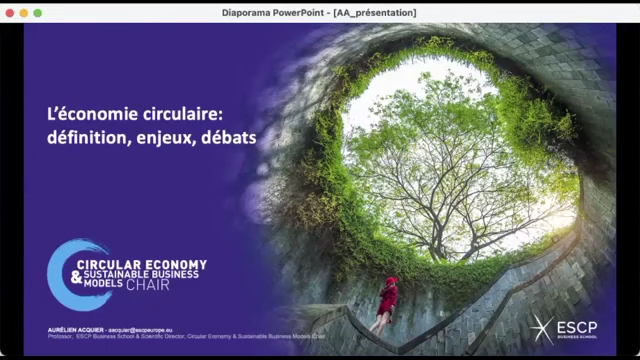 Diaporama PowerPoint - [AA_présentation]
L’économie circulaire:
définition, enjeux, débats
CIRCULAR ECONOMY
& SUSTAINABLE BUSINESS
MODELS CHAIR
AURÉLIEN ACQUIER - aacquier@escpeurope.eu
Professor, ESCP Business School & Scientific Director, Circular Economy & Sustainable Business Models Chair
ESCP
BUSINESS SCHOOL